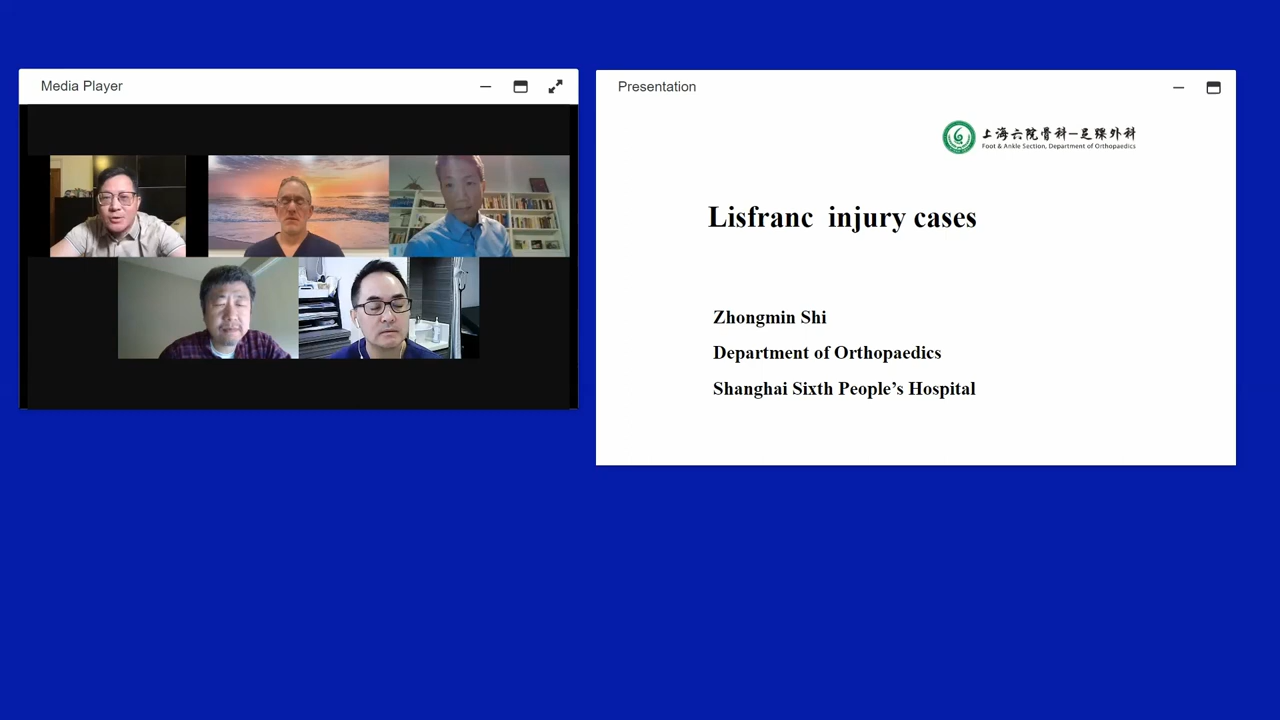 Media Player
Presentation
上海六院骨科—足踝外科
Foot & Ankle Section, Department of Orthopaedics
Lisfranc injury cases
Zhongmin Shi
Department of Orthopaedics
Shanghai Sixth People’s Hospital